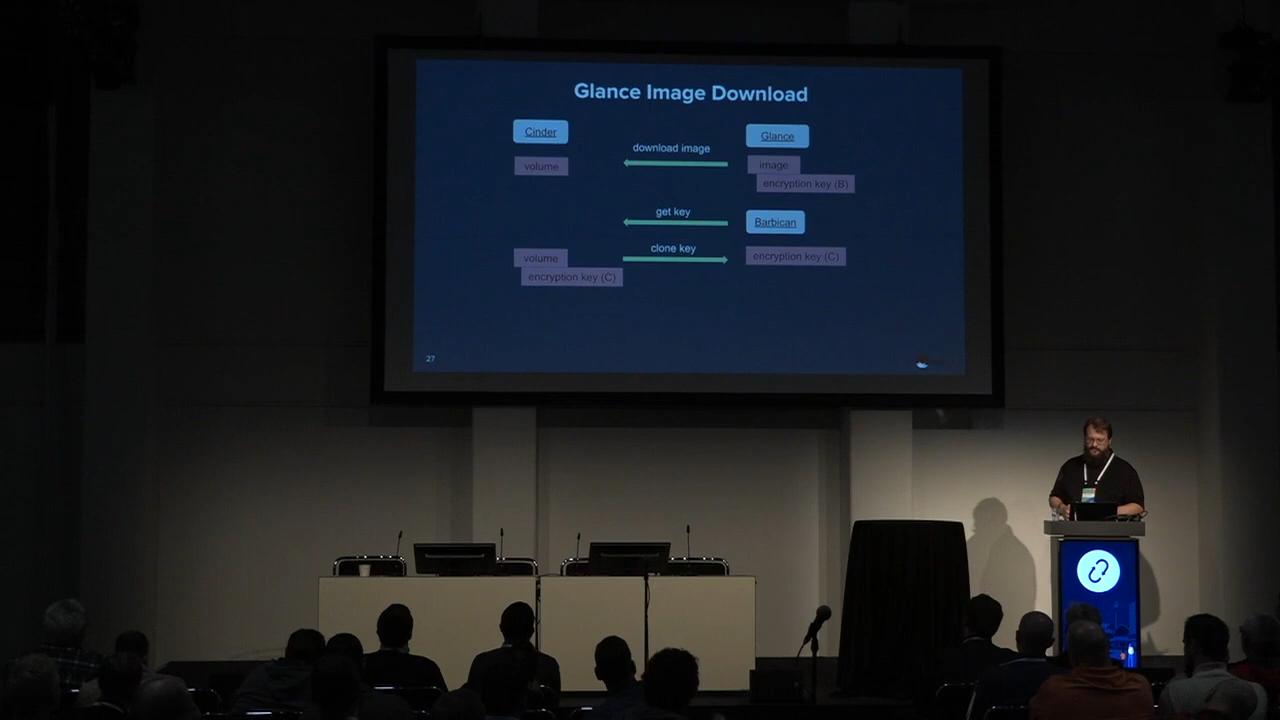 Glance Image Download
Cinder
Glance
download image
volume
image
encryption key (B)
get key
Barbican
clone key
volume
encryption key (C)
encryption key (C)
27